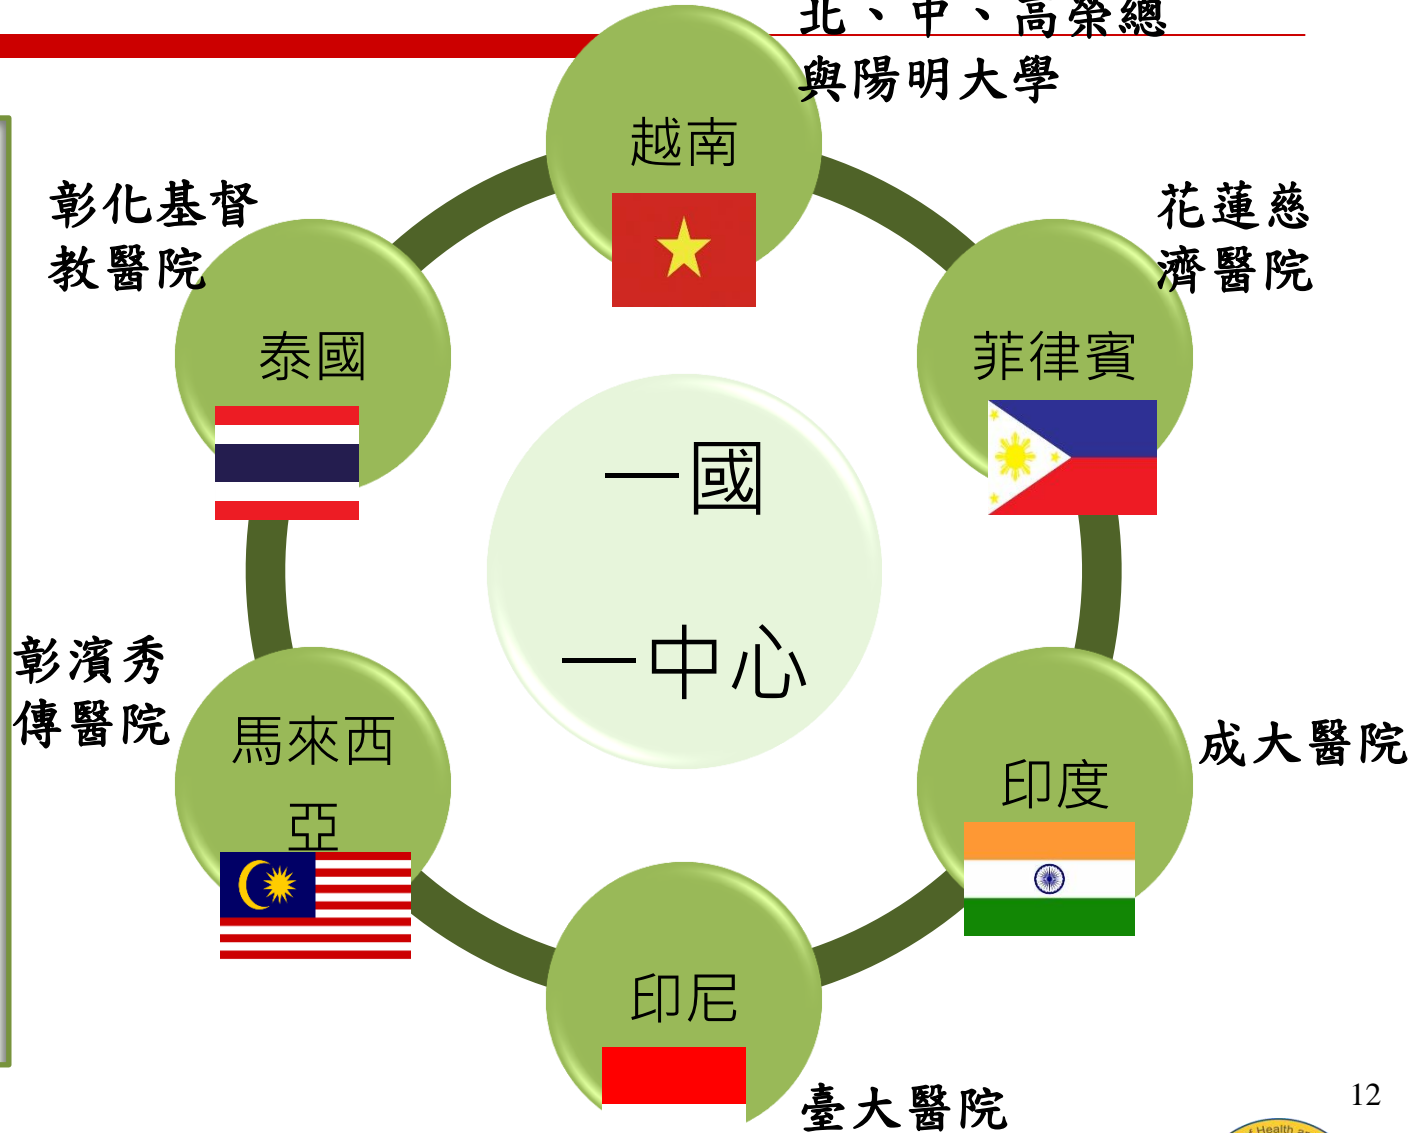 北、中、高榮總
與陽明大學
越南
彰化基督
教醫院
花蓮慈
濟醫院
泰國
菲律賓
一國
一中心
彰濱秀
傳醫院
馬來西
亞
成大醫院
印度
印尼
臺大醫院
12
of Health an